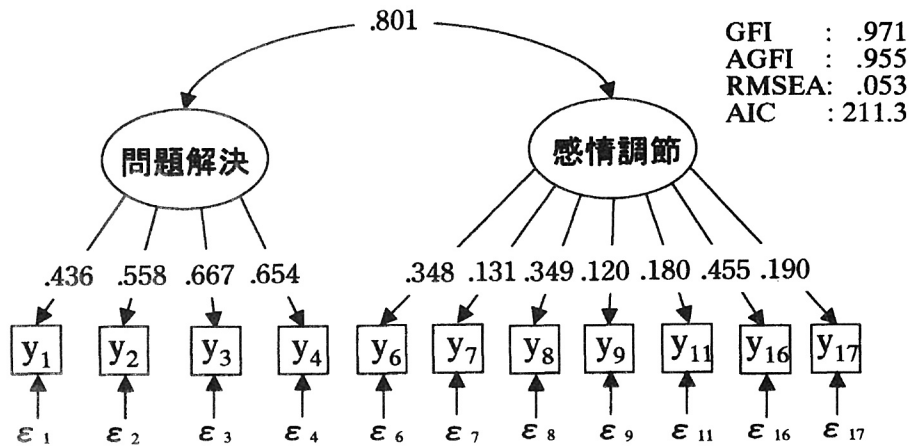 .801
GFI : .971
AGFI : .955
RMSEA: .053
AIC : 211.3
問題解決
感情調節
.436 .558 .667 .654 .348 .131 .349 .120 .180 .455 .190
y1 y2 y3 y4 y6 y7 y8 y9 y11 y16 y17
ε1 ε2 ε3 ε4 ε6 ε7 ε8 ε9 ε11 ε16 ε17